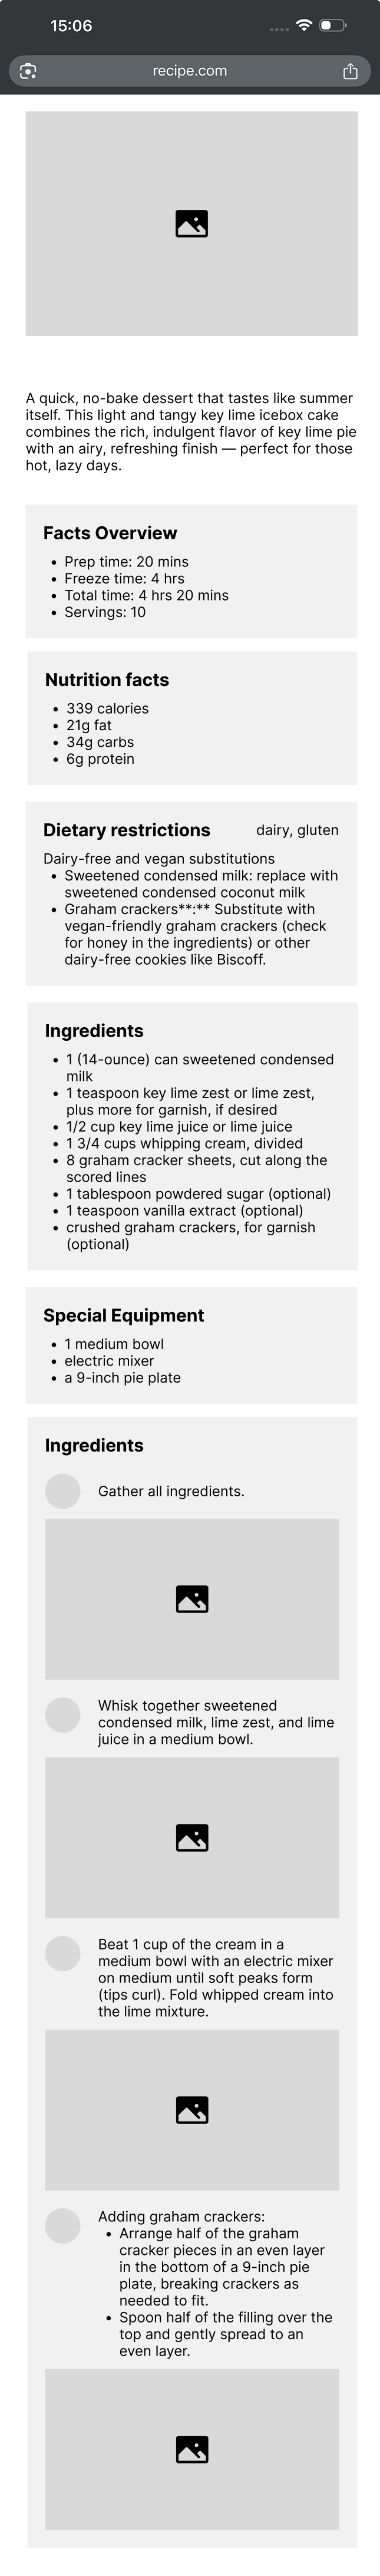 15:06
recipe.com
A quick, no-bake dessert that tastes like summer
itself. This light and tangy key lime icebox cake
combines the rich, indulgent flavor of key lime pie
with an airy, refreshing finish — perfect for those
hot, lazy days.
Facts Overview
• Prep time: 20 mins
• Freeze time: 4 hrs
• Total time: 4 hrs 20 mins
• Servings: 10
Nutrition facts
• 339 calories
• 21g fat
• 34g carbs
• 6g protein
Dietary restrictions dairy, gluten
Dairy-free and vegan substitutions
• Sweetened condensed milk: replace with
sweetened condensed coconut milk
• Graham crackers**:** Substitute with
vegan-friendly graham crackers (check
for honey in the ingredients) or other
dairy-free cookies like Biscoff.
Ingredients
• 1 (14-ounce) can sweetened condensed
milk
• 1 teaspoon key lime zest or lime zest,
plus more for garnish, if desired
• 1/2 cup key lime juice or lime juice
• 1 3/4 cups whipping cream, divided
• 8 graham cracker sheets, cut along the
scored lines
• 1 tablespoon powdered sugar (optional)
• 1 teaspoon vanilla extract (optional)
• crushed graham crackers, for garnish
(optional)
Special Equipment
• 1 medium bowl
• electric mixer
• a 9-inch pie plate
Ingredients
Gather all ingredients.
Whisk together sweetened
condensed milk, lime zest, and lime
juice in a medium bowl.
Beat 1 cup of the cream in a
medium bowl with an electric mixer
on medium until soft peaks form
(tips curl). Fold whipped cream into
the lime mixture.
Adding graham crackers:
• Arrange half of the graham
cracker pieces in an even layer
in the bottom of a 9-inch pie
plate, breaking crackers as
needed to fit.
• Spoon half of the filling over the
top and gently spread to an
even layer.